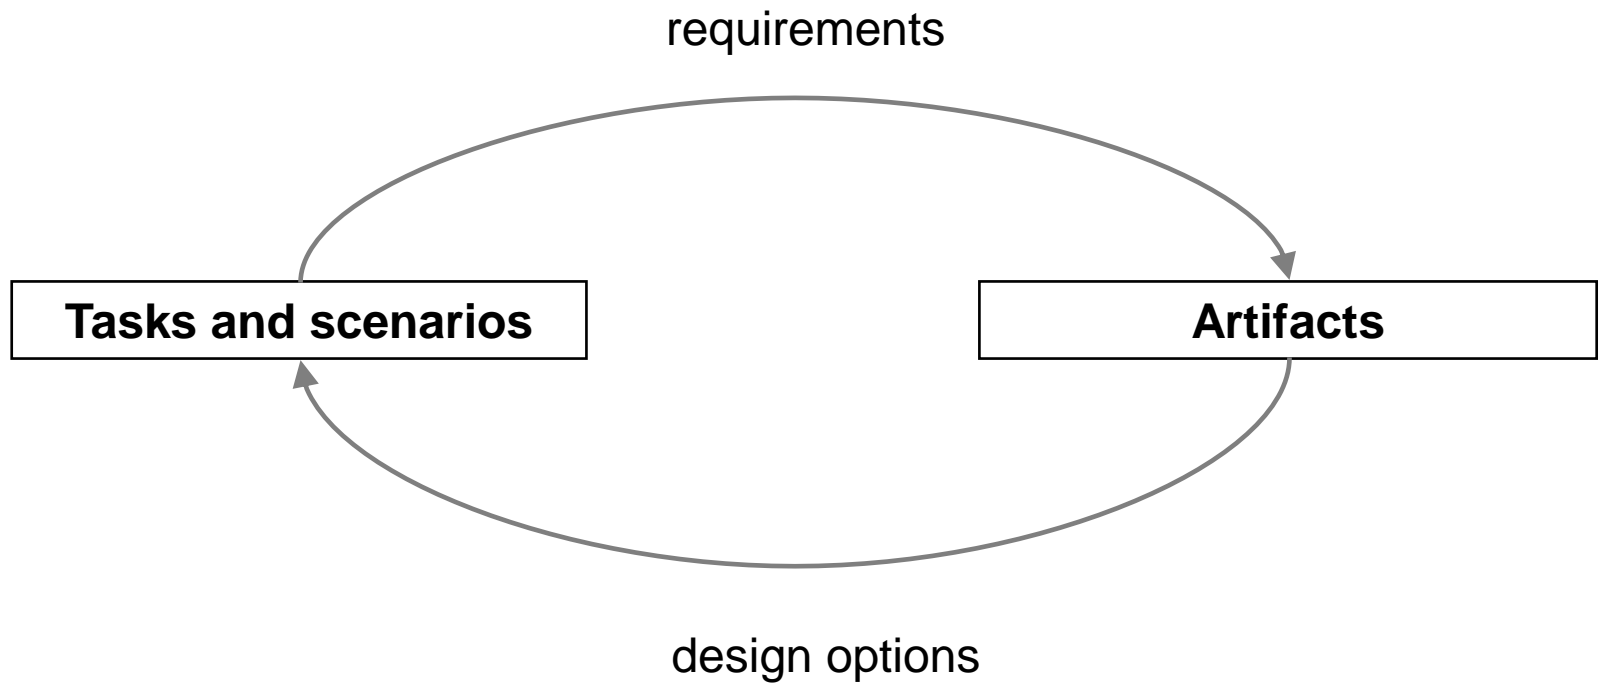 requirements
Tasks and scenarios
Artifacts
design options